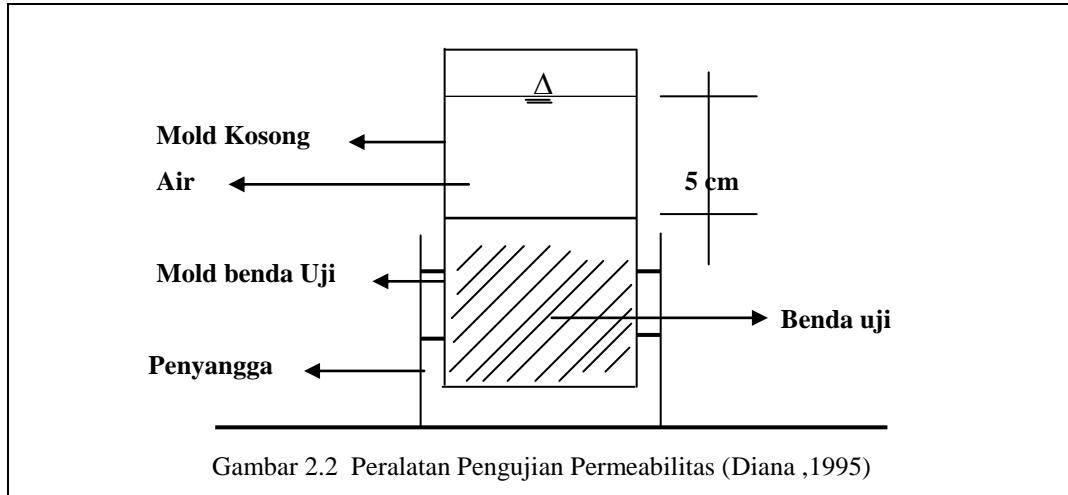 Δ
Mold Kosong
Air
5 cm
Mold benda Uji
Benda uji
Penyangga
Gambar 2.2 Peralatan Pengujian Permeabilitas (Diana ,1995)